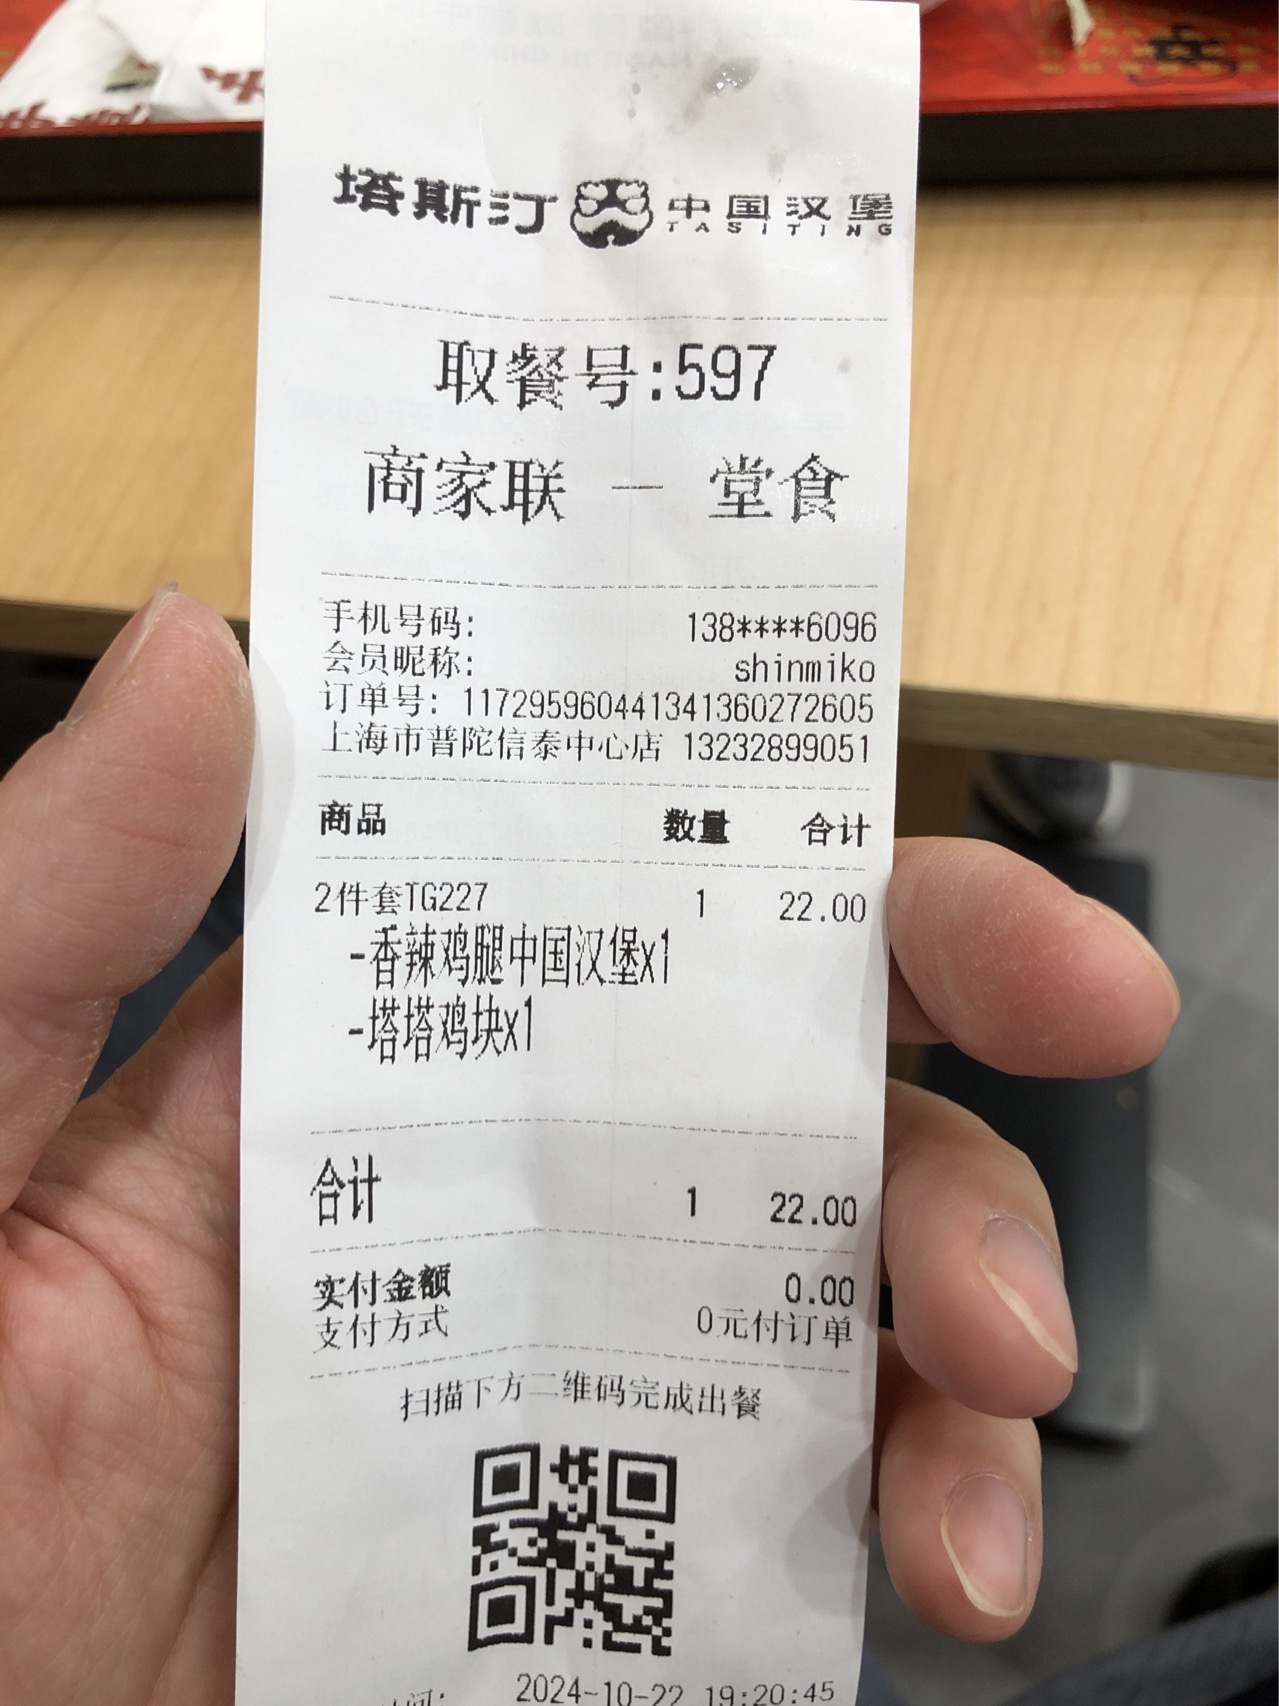 塔斯汀 中国汉堡
TASITING
取餐号:597
商家联 — 堂食
手机号码: 138****6096
会员昵称: shinmiko
订单号: 1172959604413413602​72605
上海市普陀信泰中心店 13232899051
商品 数量 合计
2件套TG227 1 22.00
-香辣鸡腿中国汉堡x1
-塔塔鸡块x1
合计 1 22.00
实付金额 0.00
支付方式 0元付订单
扫描下方二维码完成出餐
时间: 2024-10-22 19:20:45